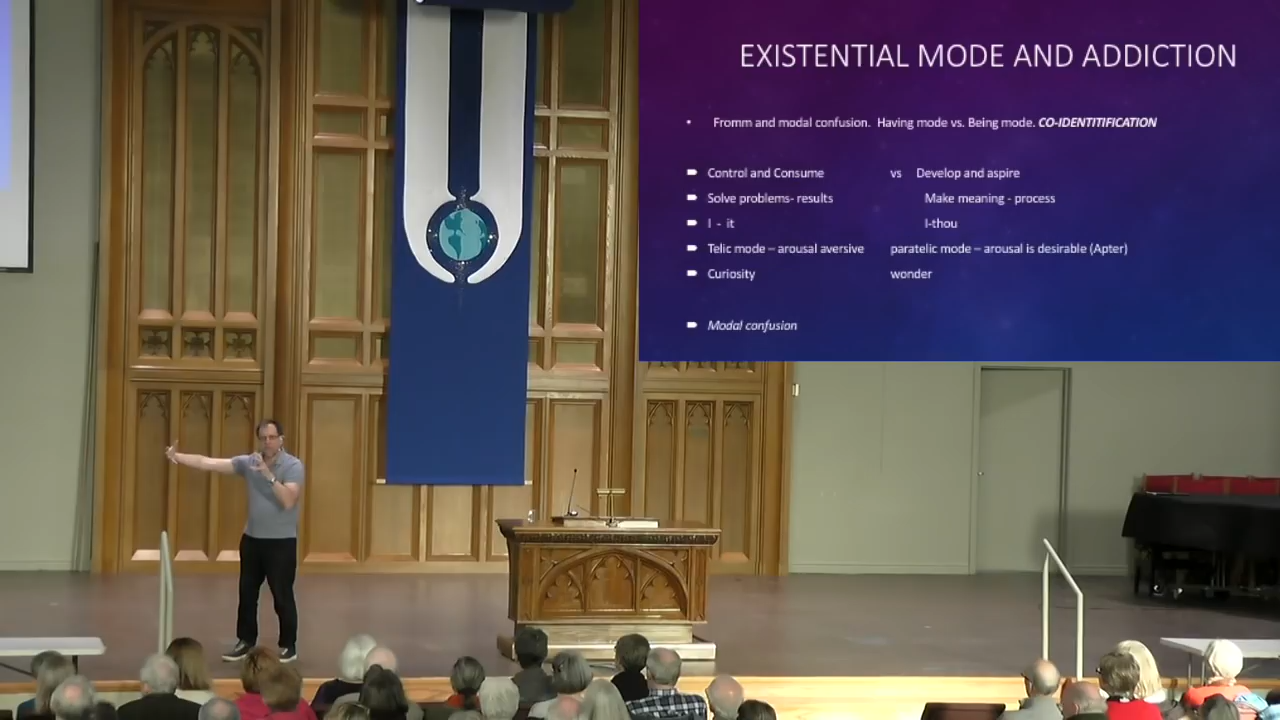 EXISTENTIAL MODE AND ADDICTION
• Fromm and modal confusion. Having mode vs. Being mode. CO-IDENTITIFICATION
Control and Consume vs Develop and aspire
Solve problems- results Make meaning - process
I - it I-thou
Telic mode – arousal aversive paratelic mode – arousal is desirable (Apter)
Curiosity wonder
Modal confusion